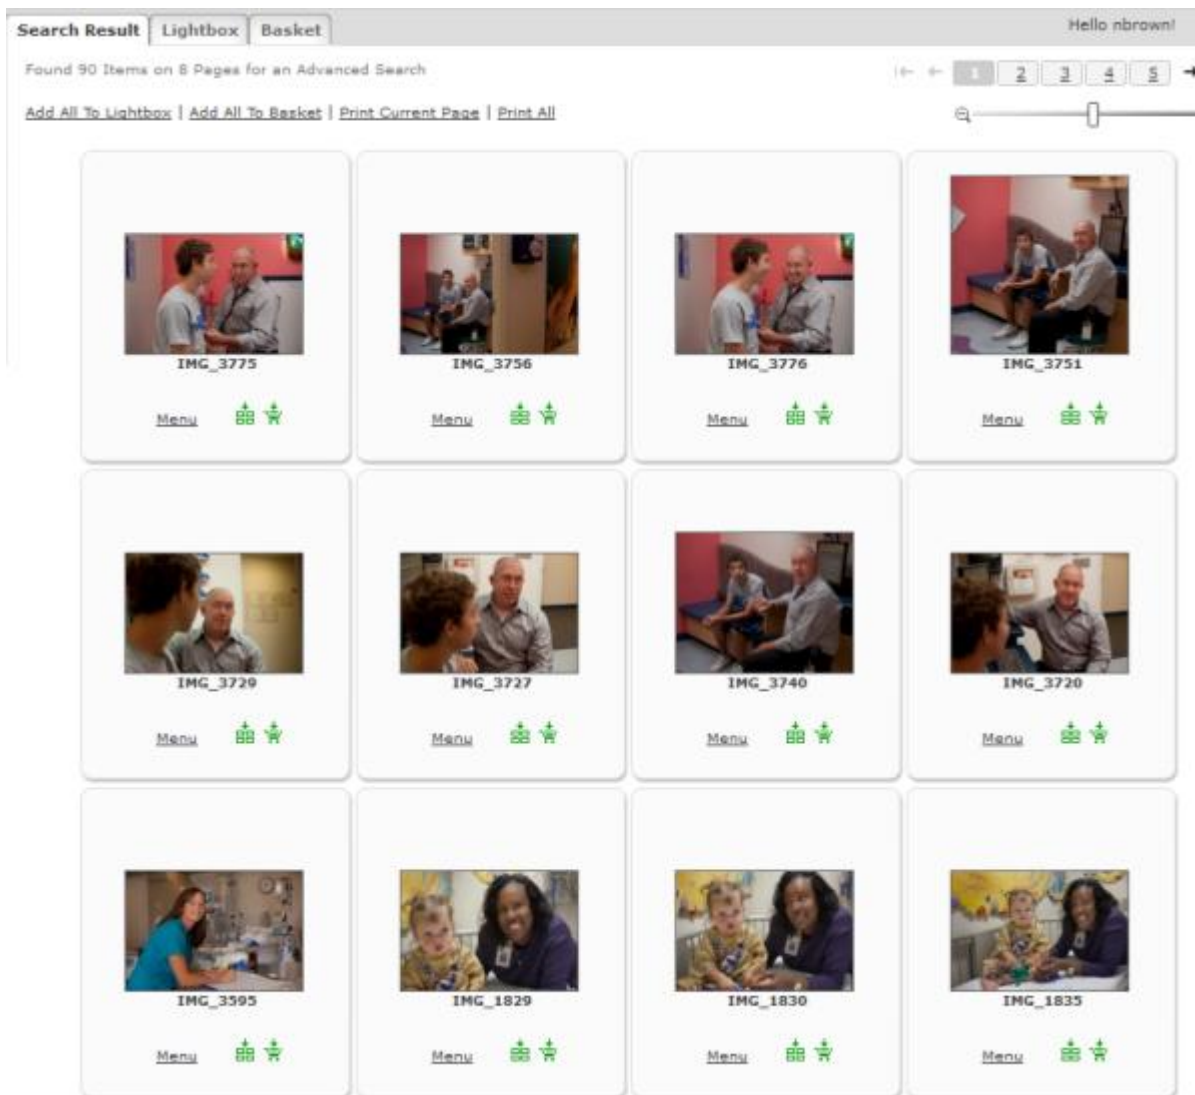 Search Result Lightbox Basket Hello nbrown!
Found 90 Items on 8 Pages for an Advanced Search 1 2 3 4 5
Add All To Lightbox | Add All To Basket | Print Current Page | Print All
IMG_3775 IMG_3756 IMG_3776 IMG_3751
Menu Menu Menu Menu
IMG_3729 IMG_3727 IMG_3740 IMG_3720
Menu Menu Menu Menu
IMG_3595 IMG_1829 IMG_1830 IMG_1835
Menu Menu Menu Menu